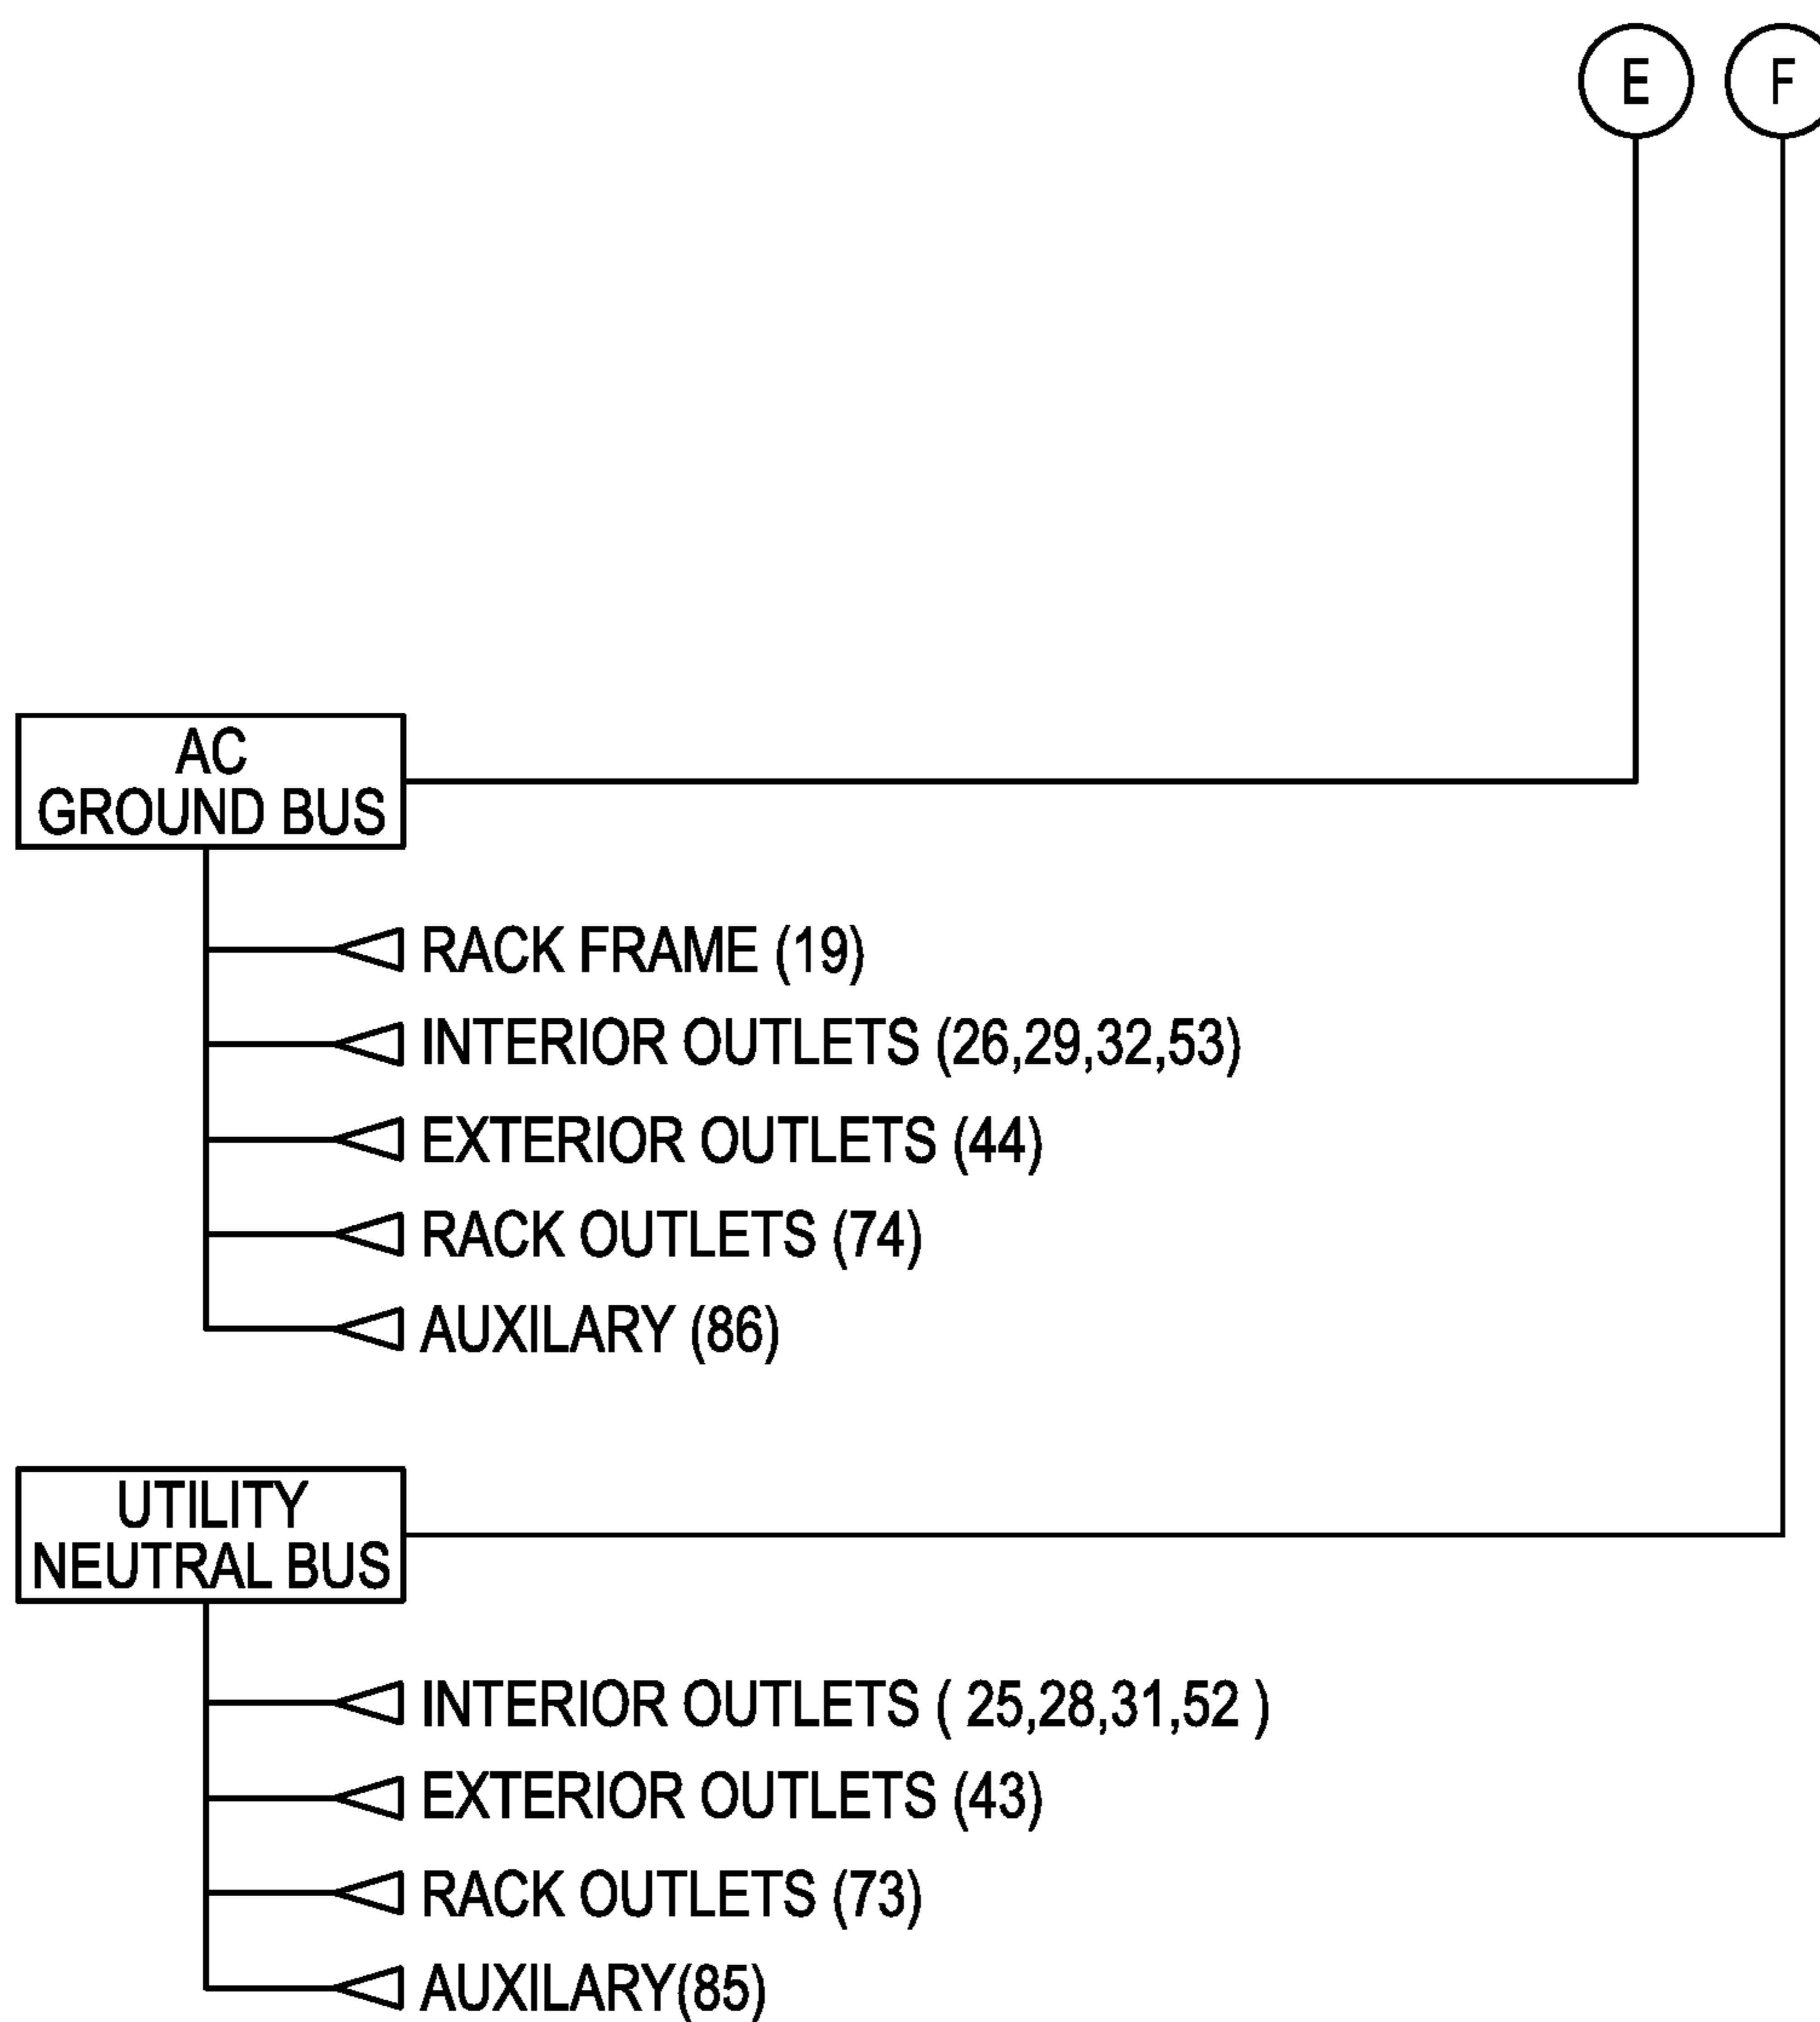 E F
AC
GROUND BUS
RACK FRAME (19)
INTERIOR OUTLETS (26,29,32,53)
EXTERIOR OUTLETS (44)
RACK OUTLETS (74)
AUXILARY (86)
UTILITY
NEUTRAL BUS
INTERIOR OUTLETS ( 25,28,31,52 )
EXTERIOR OUTLETS (43)
RACK OUTLETS (73)
AUXILARY(85)